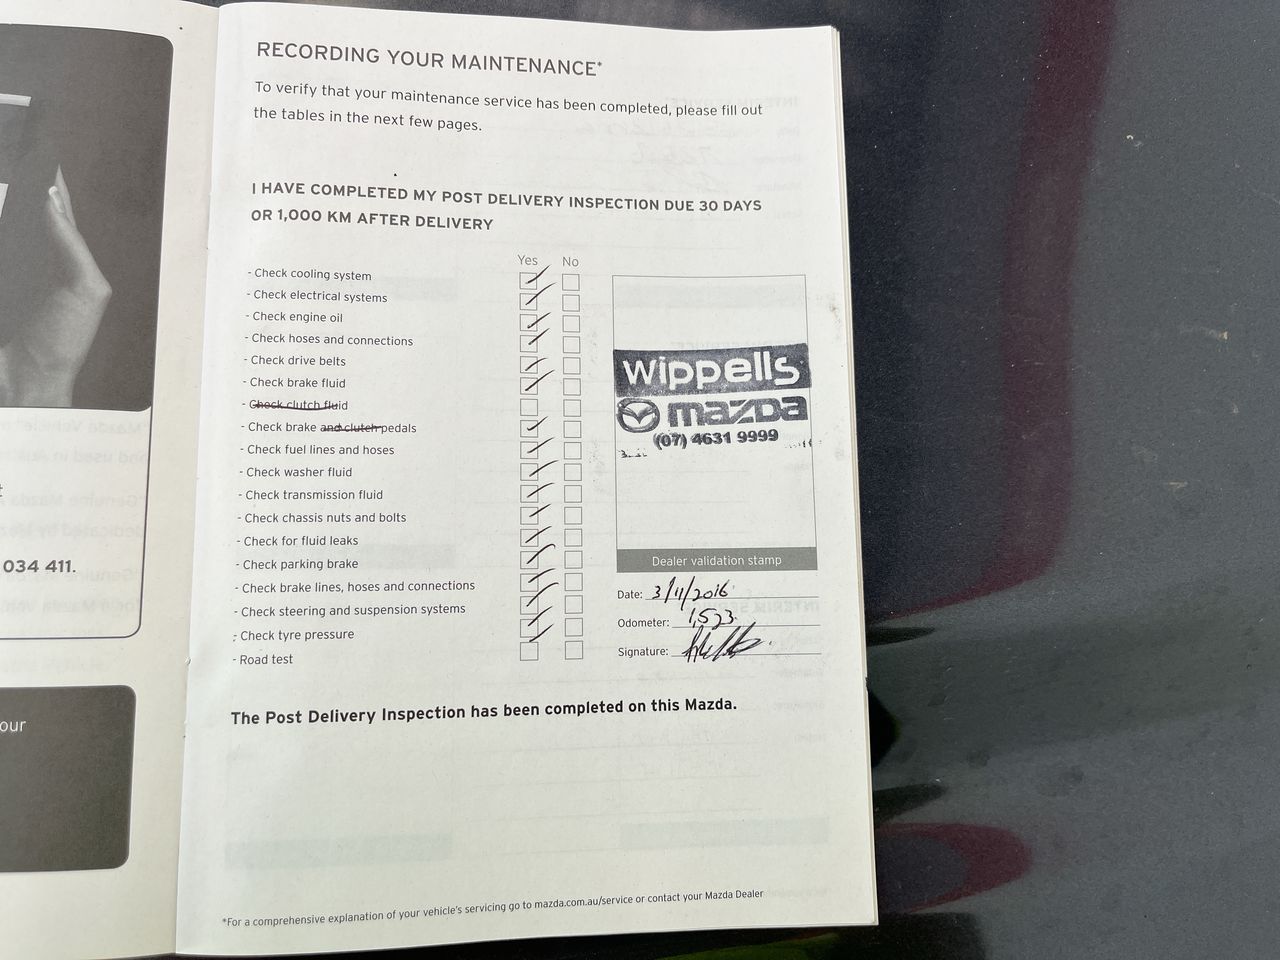 RECORDING YOUR MAINTENANCE*
To verify that your maintenance service has been completed, please fill out
the tables in the next few pages.
I HAVE COMPLETED MY POST DELIVERY INSPECTION DUE 30 DAYS
OR 1,000 KM AFTER DELIVERY
Yes No
- Check cooling system
- Check electrical systems
- Check engine oil
- Check hoses and connections
- Check drive belts
- Check brake fluid
- Check clutch fluid
- Check brake and clutch pedals
- Check fuel lines and hoses
- Check washer fluid
- Check transmission fluid
- Check chassis nuts and bolts
- Check for fluid leaks
- Check parking brake
- Check brake lines, hoses and connections
- Check steering and suspension systems
- Check tyre pressure
- Road test
Wippells
mazda
(07) 4631 9999
Dealer validation stamp
Date: 3/11/2016
Odometer: 1,523
Signature:
The Post Delivery Inspection has been completed on this Mazda.
*For a comprehensive explanation of your vehicle's servicing go to mazda.com.au/service or contact your Mazda Dealer
034 411.
our